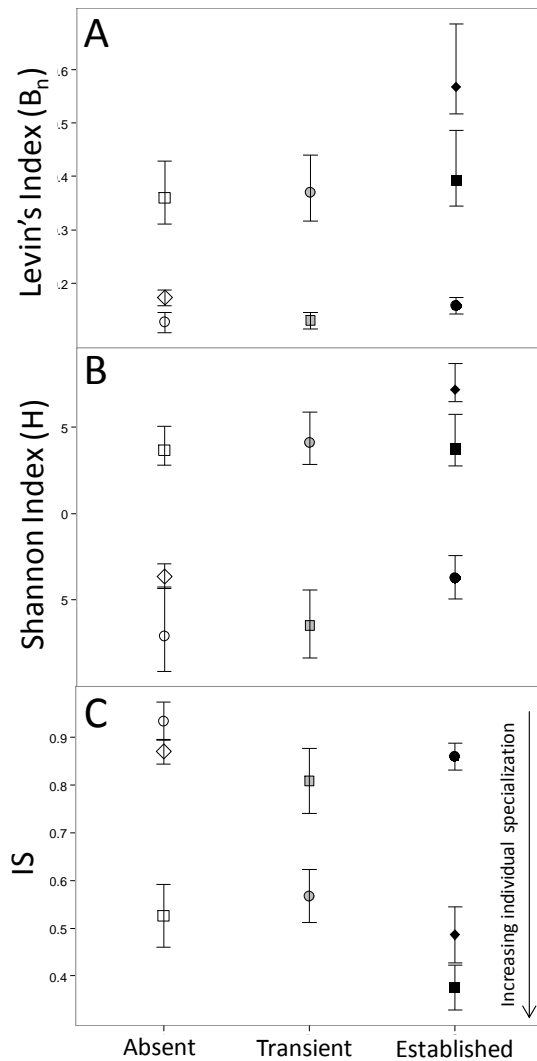 A
Levin's Index (Bn)
.6
.5
.4
.3
.2
B
Shannon Index (H)
5
0
5
C
IS
0.9
0.8
0.7
0.6
0.5
0.4
Increasing individual specialization
Absent Transient Established